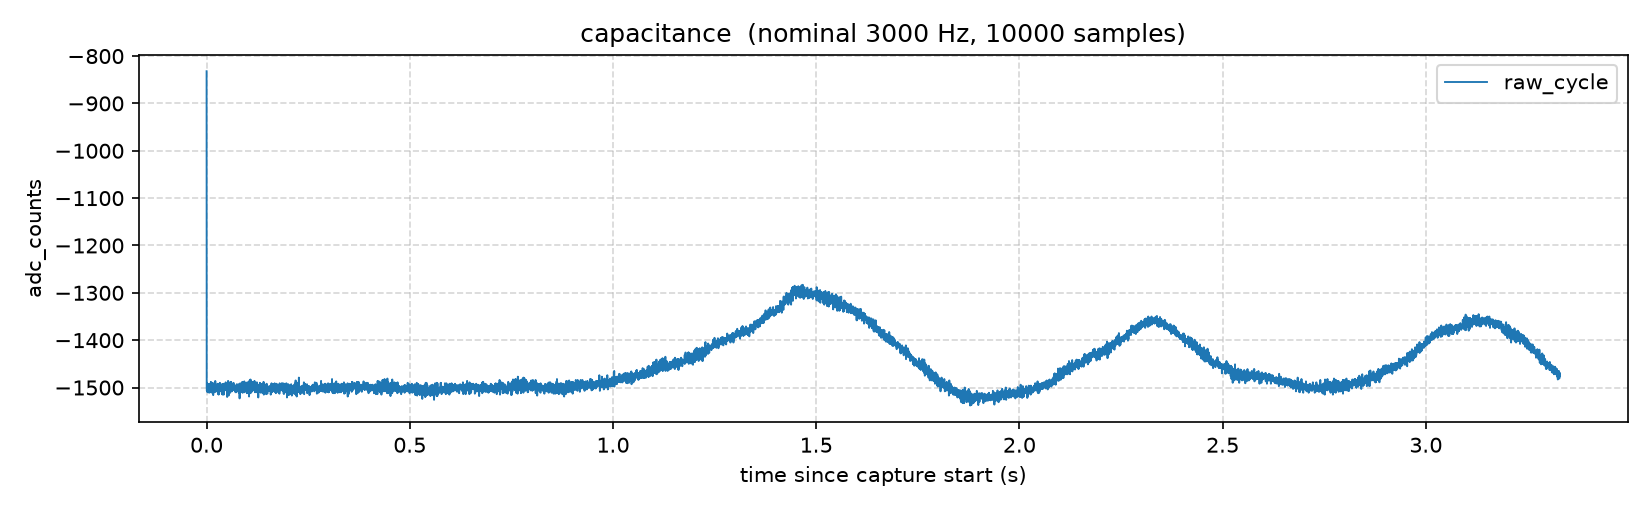 capacitance  (nominal 3000 Hz, 10000 samples)
raw_cycle
adc_counts
−800
−900
−1000
−1100
−1200
−1300
−1400
−1500
0.0 0.5 1.0 1.5 2.0 2.5 3.0
time since capture start (s)